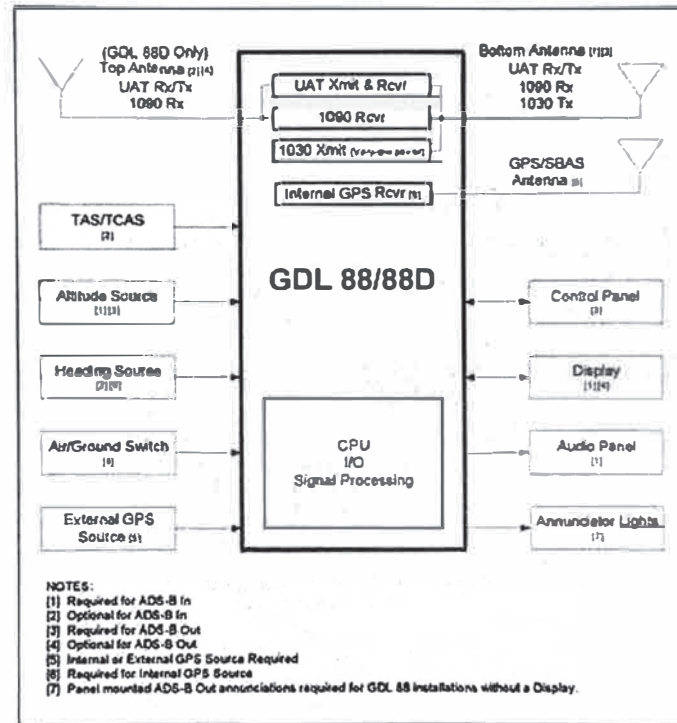 (GDL 88D Only)
Top Antenna [2][4]
UAT Rx/Tx
1090 Rx
Bottom Antenna [1][3]
UAT Rx/Tx
1090 Rx
1030 Tx
UAT Xmit & Rcvr
1090 Rcvr
1030 Xmit
GPS/SBAS
Antenna [6]
Internal GPS Rcvr [5]
TAS/TCAS
[2]
GDL 88/88D
Altitude Source
[1][3]
Control Panel
[3]
Heading Source
Display
[1][4]
Air/Ground Switch
CPU
I/O
Signal Processing
Audio Panel
[1]
External GPS
Source [5]
Annunciator Lights
[7]
NOTES:
[1] Required for ADS-B In
[2] Optional for ADS-B In
[3] Required for ADS-B Out
[4] Optional for ADS-B Out
[5] Internal or External GPS Source Required
[6] Required for Internal GPS Source
[7] Panel mounted ADS-B Out annunciations required for GDL 88 installations without a Display.